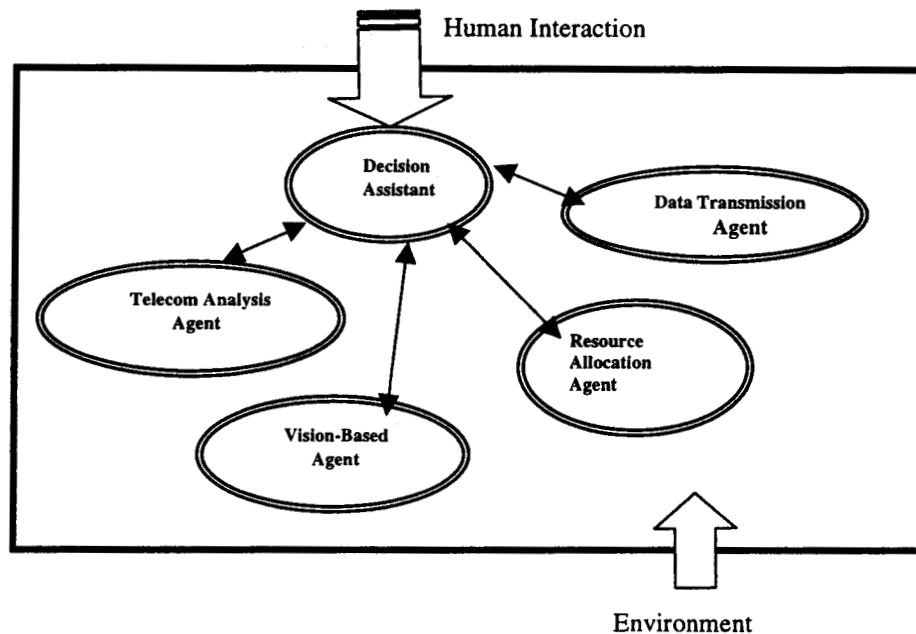 Human Interaction
Decision
Assistant
Data Transmission
Agent
Telecom Analysis
Agent
Resource
Allocation
Agent
Vision-Based
Agent
Environment